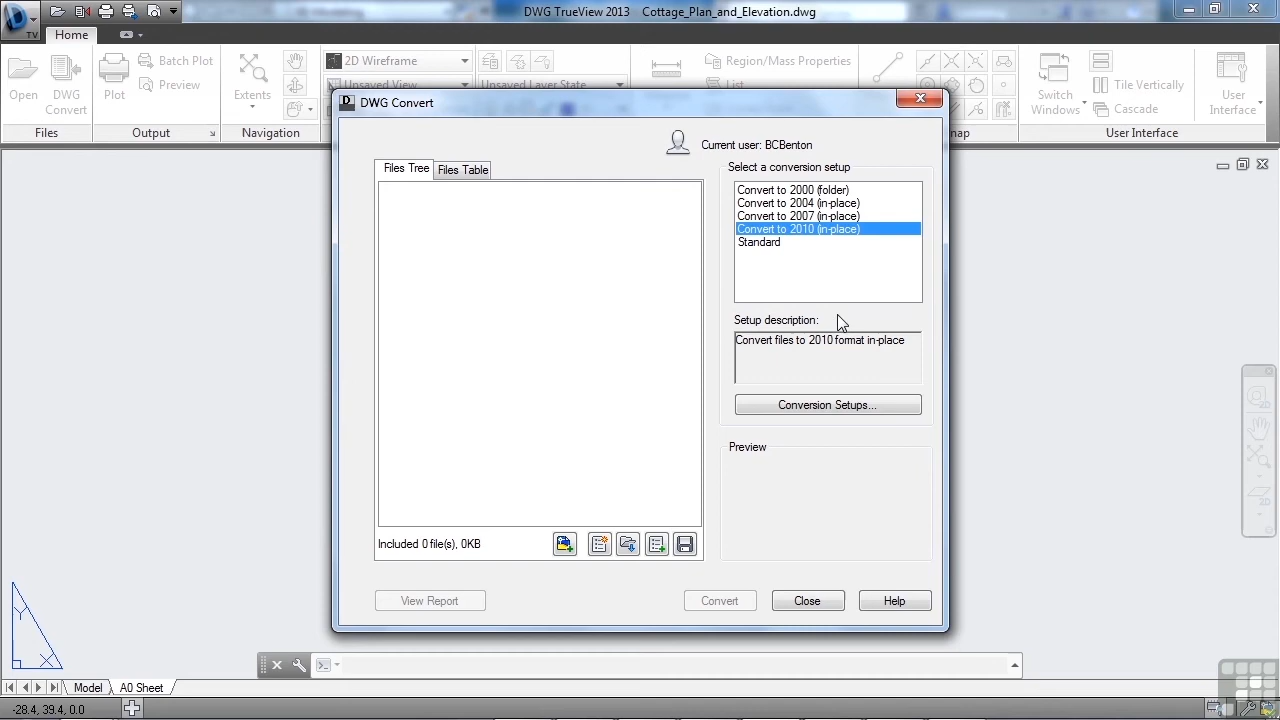 DWG TrueView 2013 Cottage_Plan_and_Elevation.dwg
TV
Home
Batch Plot
2D Wireframe
Region/Mass Properties
Preview
Unsaved View
Unsaved Layer State
List
Tile Vertically
Open
DWG
Convert
Plot
Extents
Switch
Windows
Cascade
User
Interface
Files
Output
Navigation
User Interface
DWG Convert
Current user: BCBenton
Files Tree
Files Table
Select a conversion setup
Convert to 2000 (folder)
Convert to 2004 (in-place)
Convert to 2007 (in-place)
Convert to 2010 (in-place)
Standard
Setup description:
Convert files to 2010 format in-place
Conversion Setups...
Preview
Included 0 file(s), 0KB
View Report
Convert
Close
Help
Y
X
Model
A0 Sheet
-28.4, 39.4, 0.0